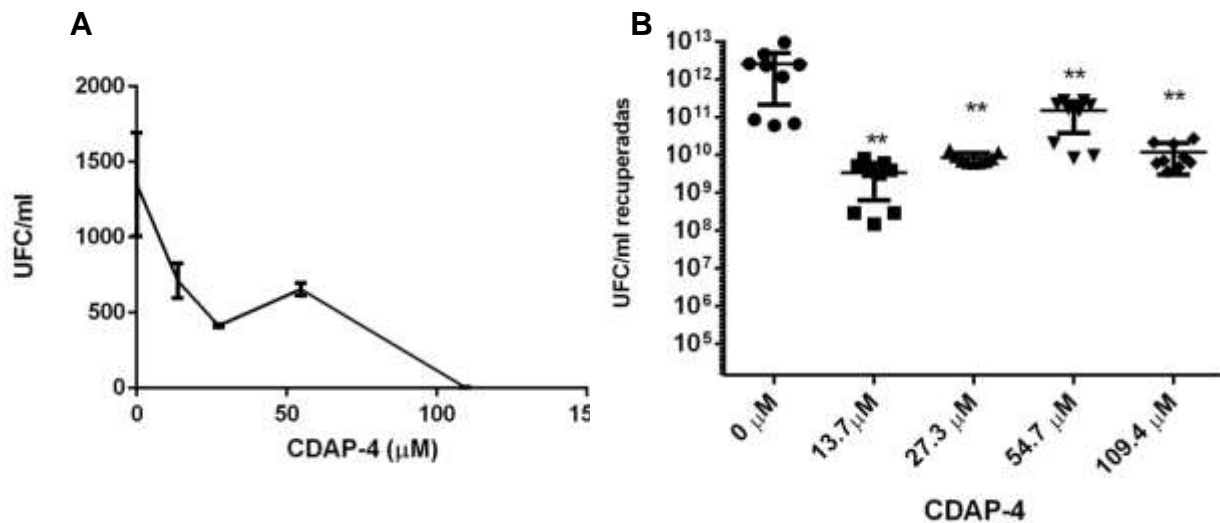 A
2000
1500
1000
500
0
UFC/ml
0 50 100 15
CDAP-4 (μM)
B
10¹³
10¹²
10¹¹
10¹⁰
10⁹
10⁸
10⁷
10⁶
10⁵
UFC/ml recuperadas
**
**
**
**
0 μM
13.7μM
27.3 μM
54.7 μM
109.4 μM
CDAP-4